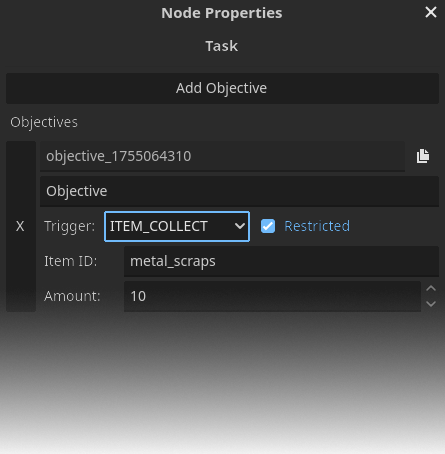 Node Properties
Task
Add Objective
Objectives
objective_1755064310
Objective
X
Trigger: ITEM_COLLECT Restricted
Item ID: metal_scraps
Amount: 10